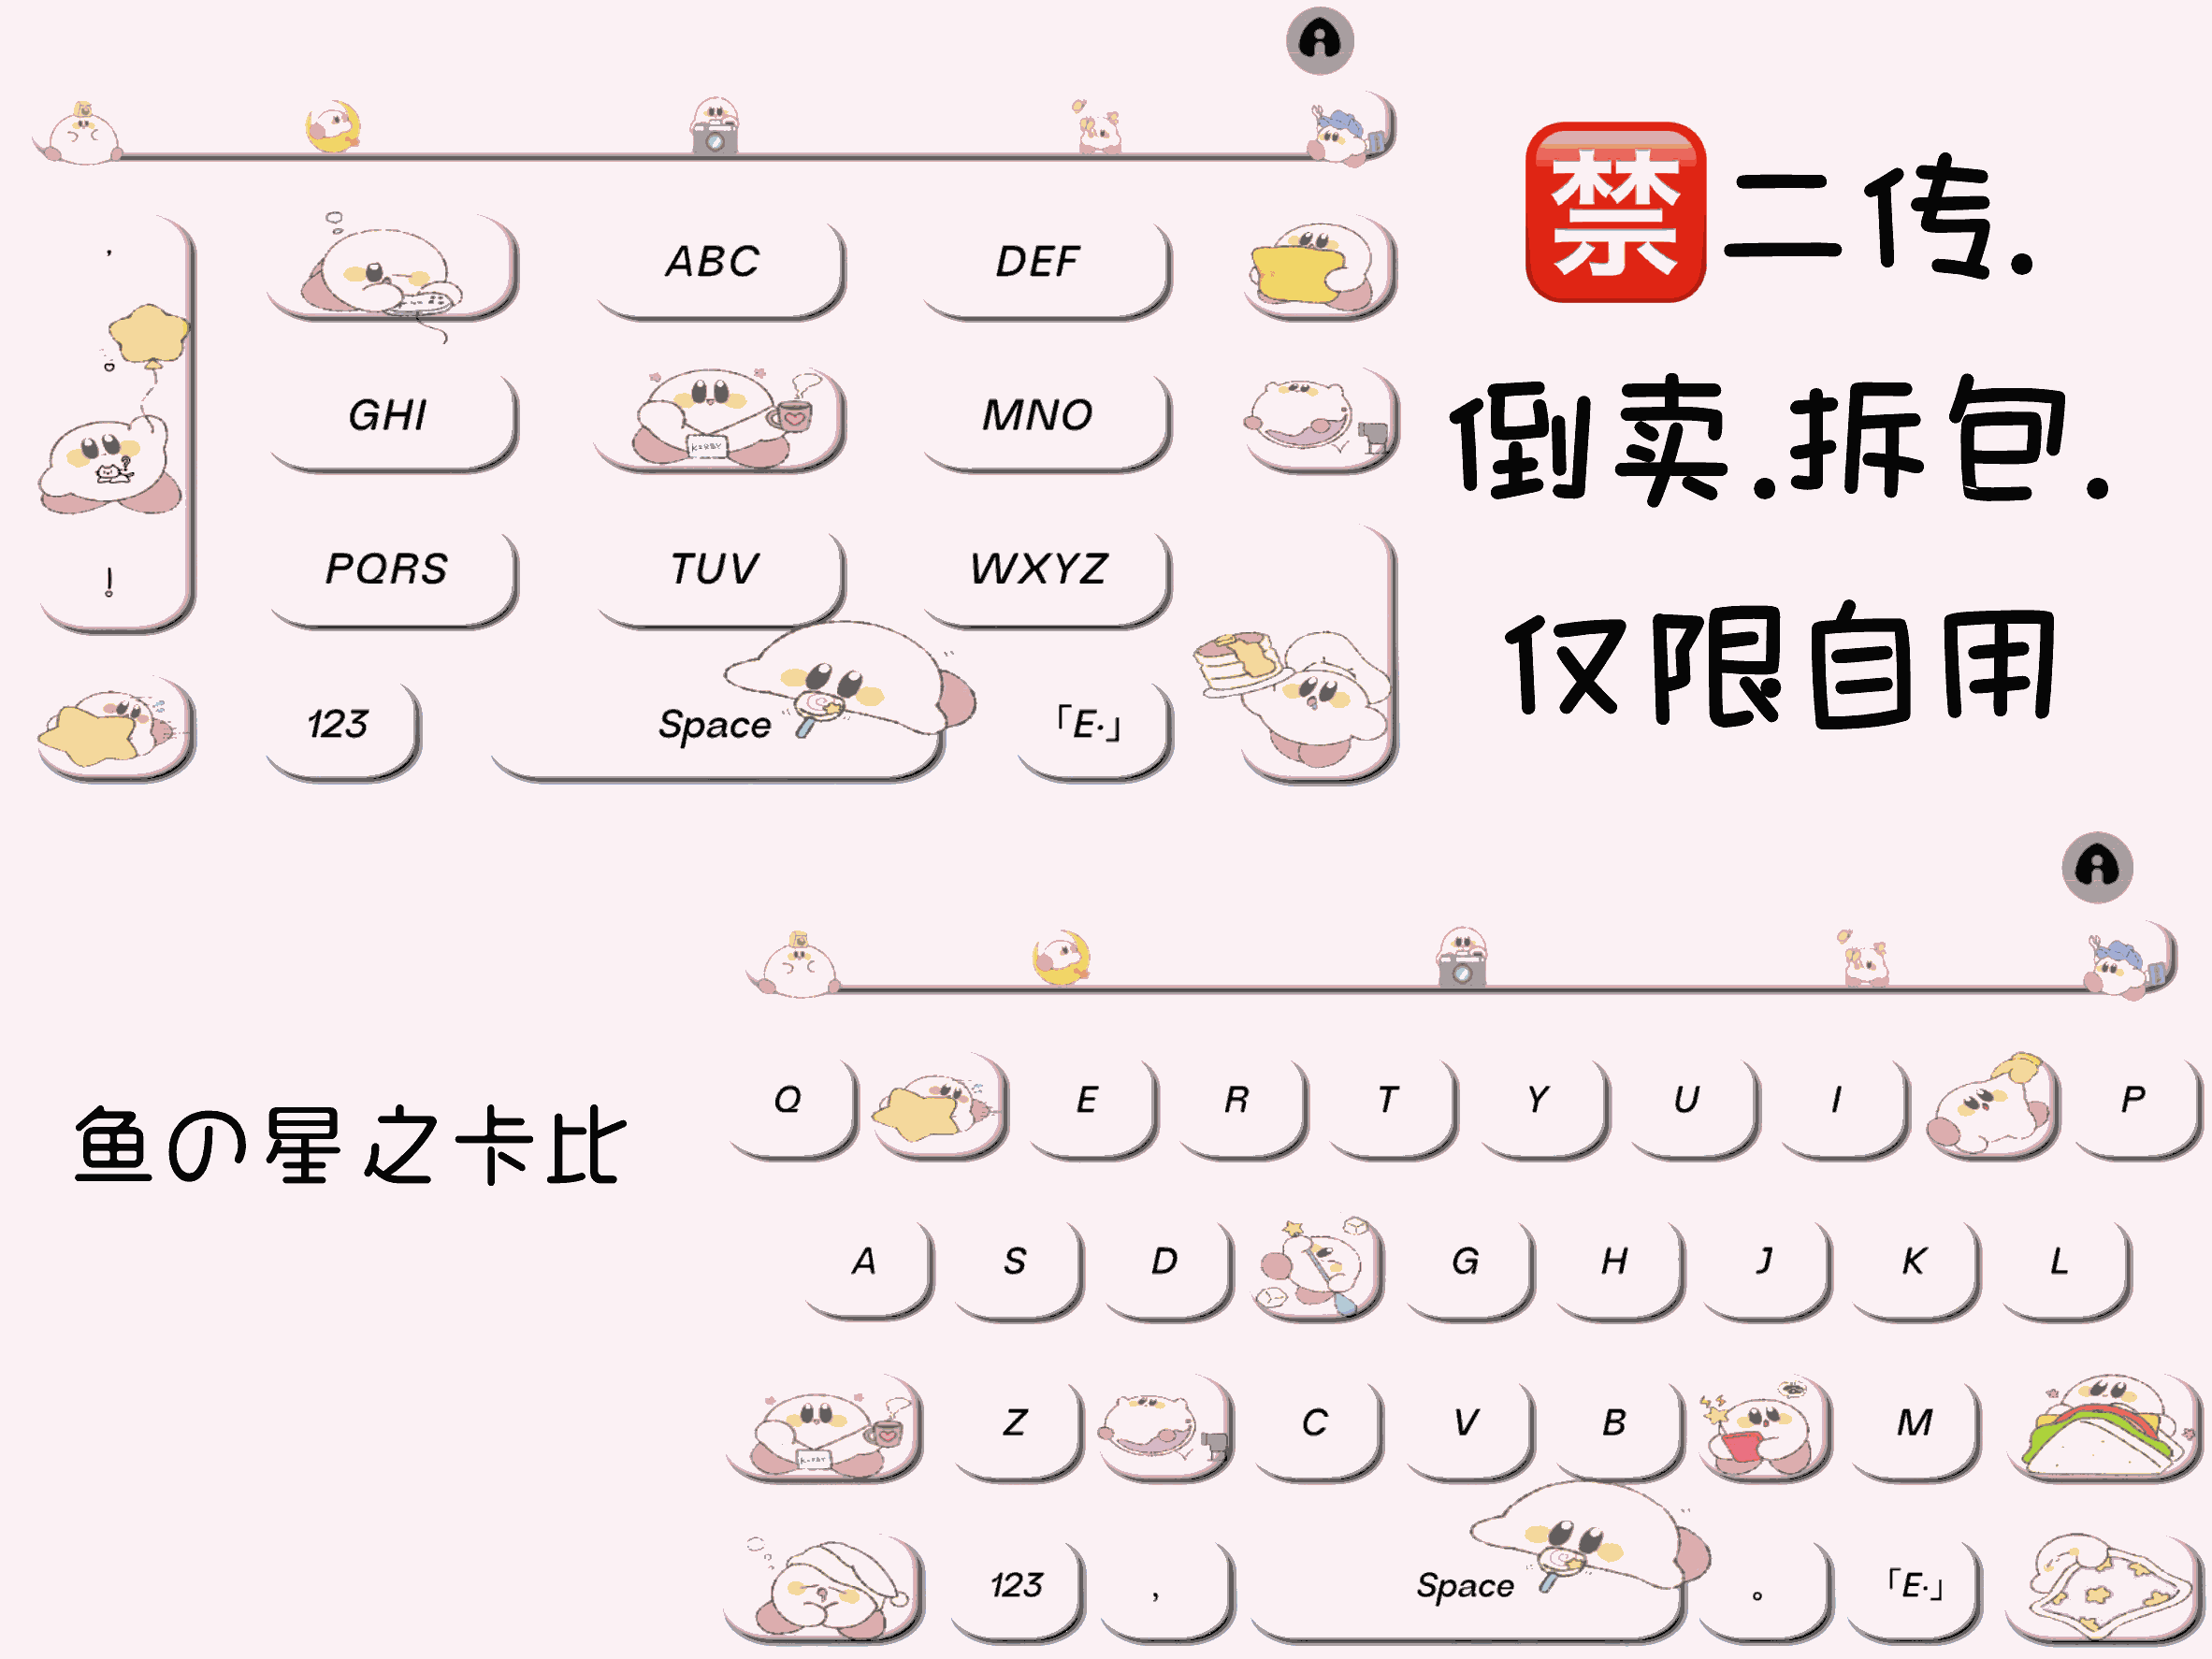 禁二传.
倒卖.拆包.
仅限自用
,
ABC
DEF
GHI
KIRBY
MNO
!
PQRS
TUV
WXYZ
123
Space
「E·」
鱼の星之卡比
Q E R T Y U I P
A S D G H J K L
Z C V B M
123 , Space 。 「E·」